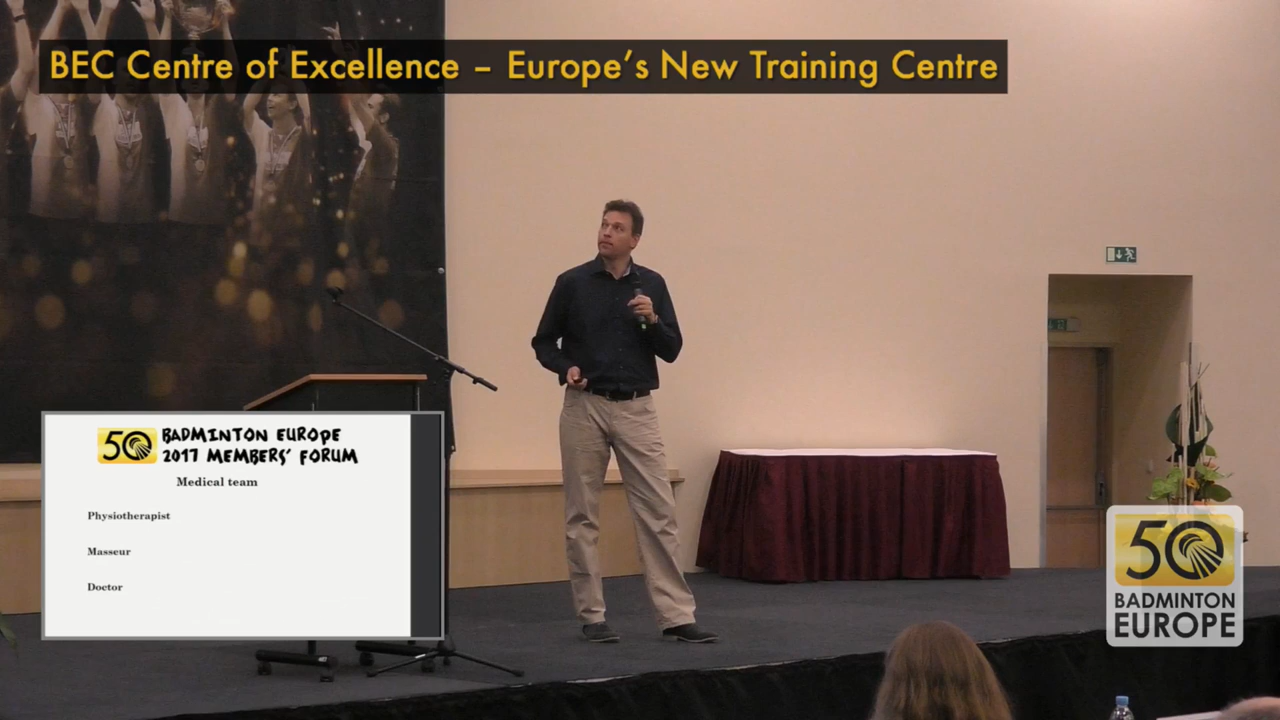 BEC Centre of Excellence – Europe's New Training Centre
50 BADMINTON EUROPE
2017 MEMBERS' FORUM
Medical team
Physiotherapist
Masseur
Doctor
50
BADMINTON
EUROPE